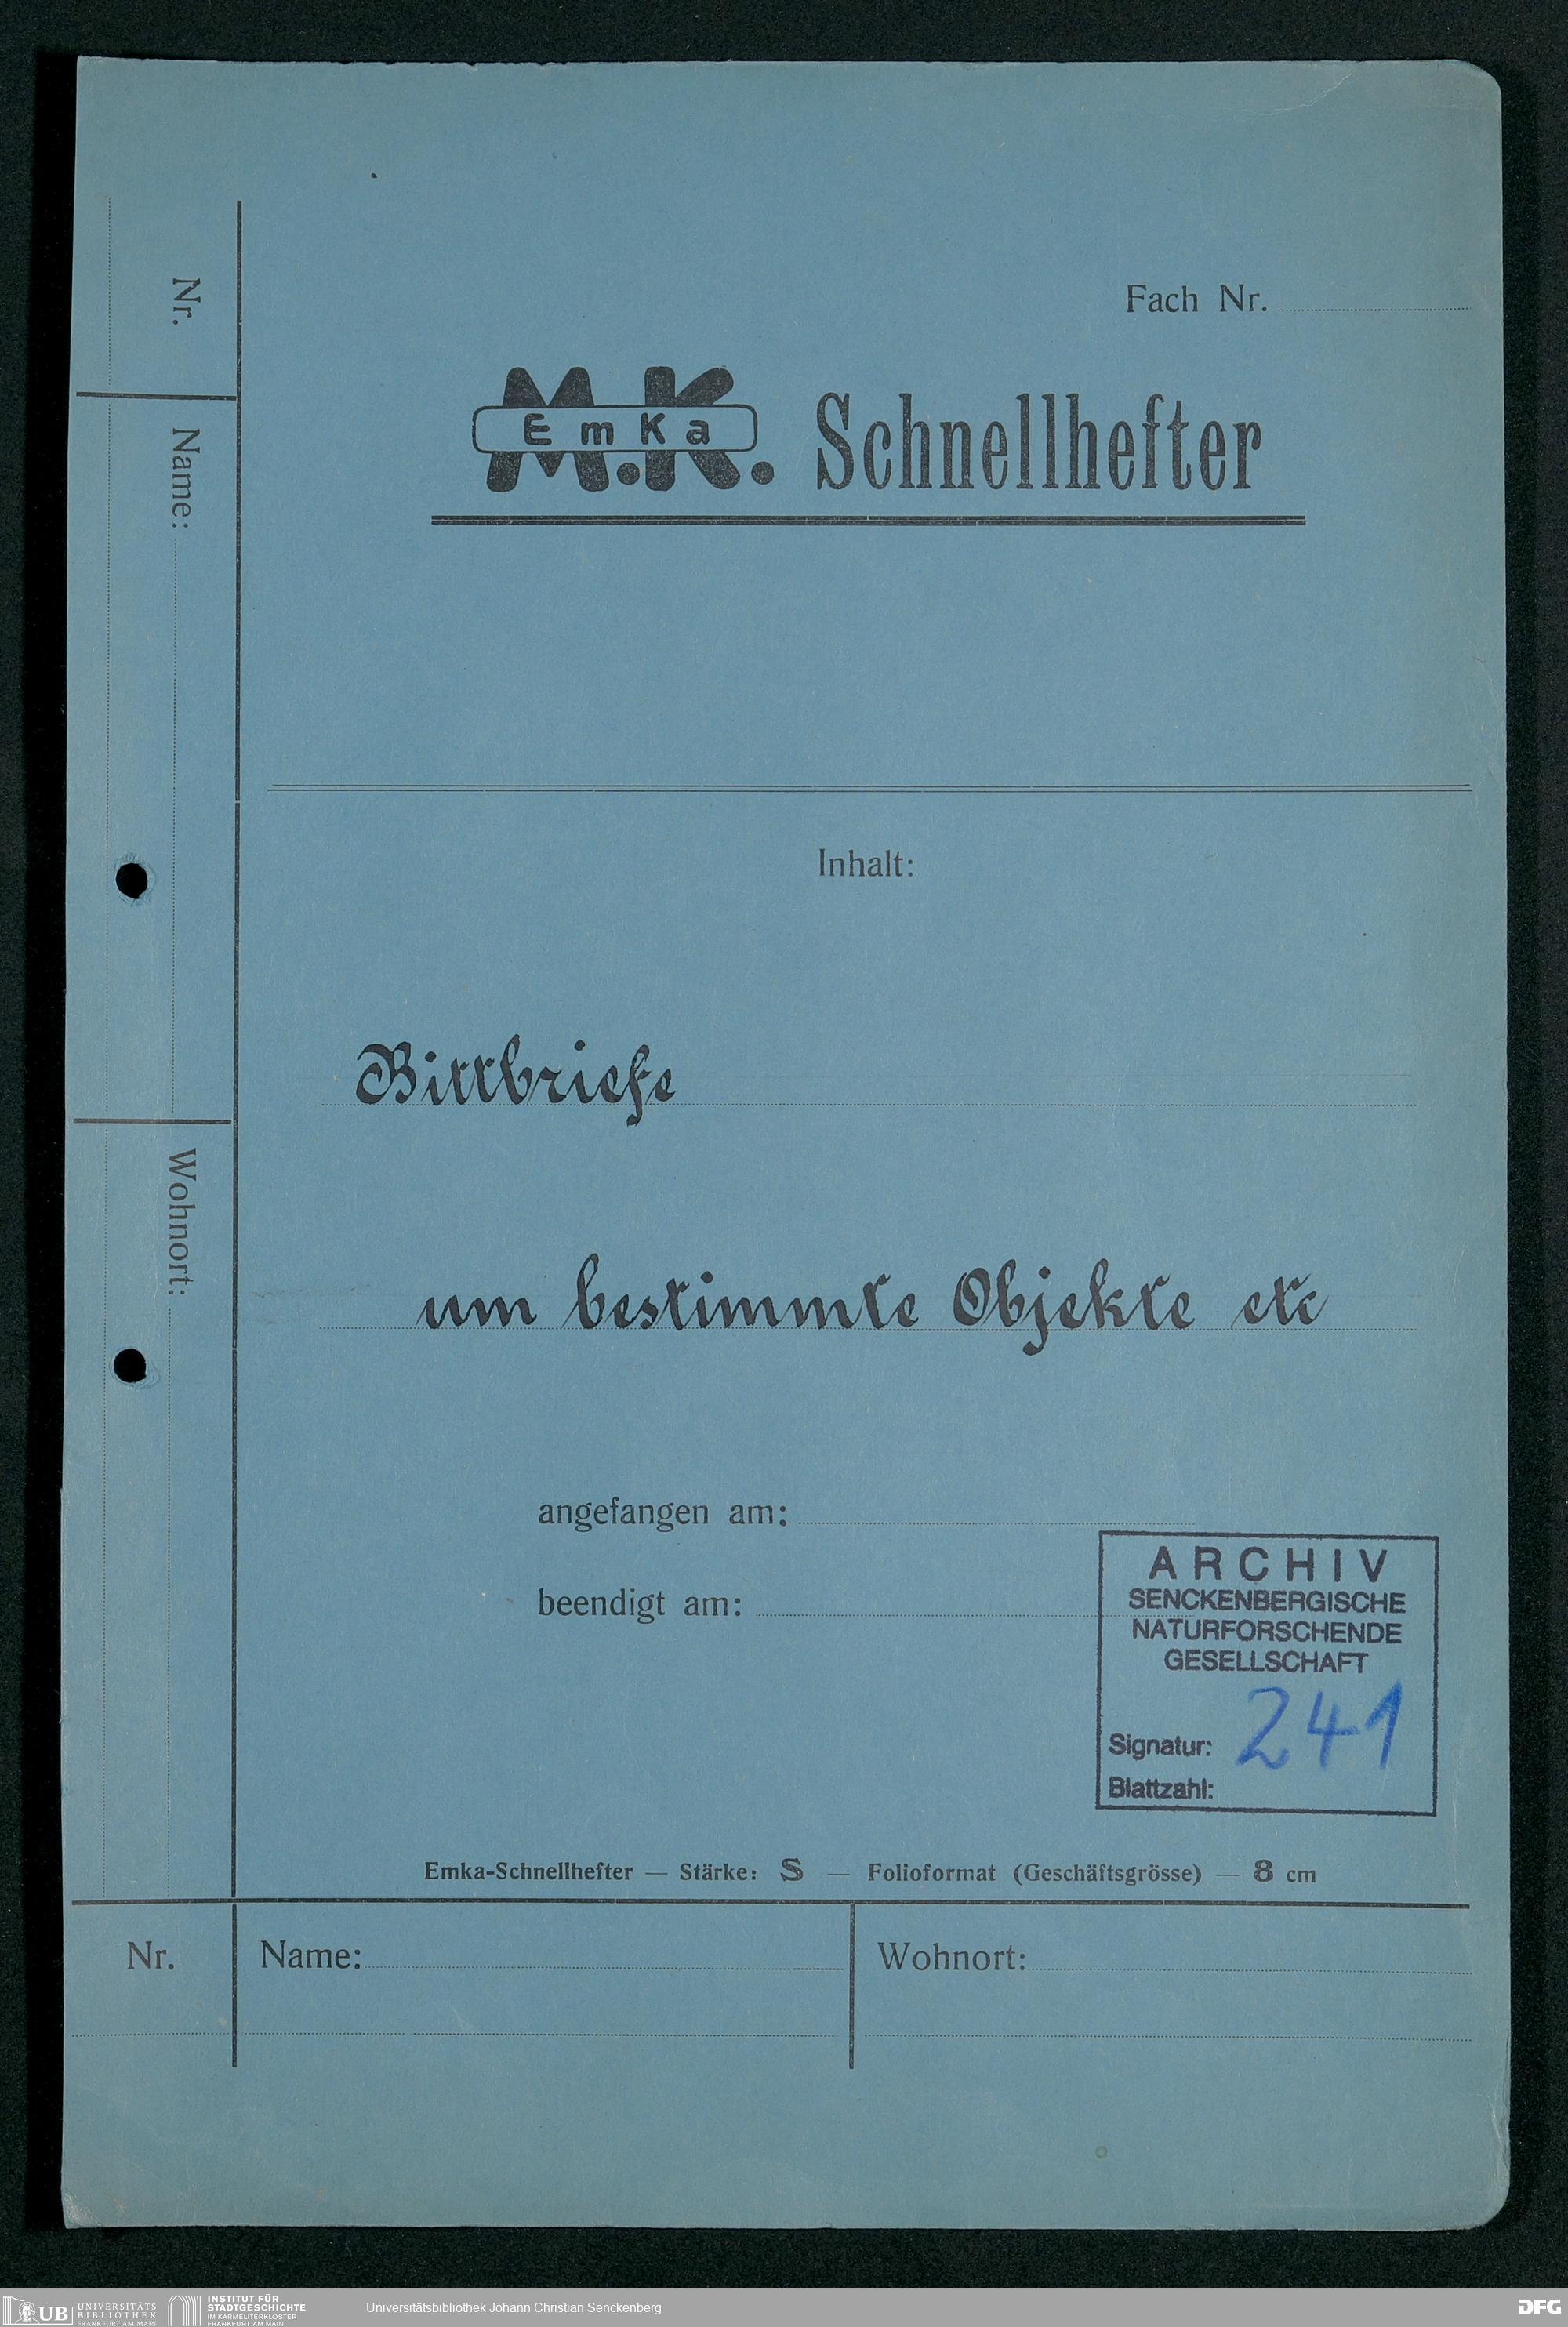 Fach Nr.
M.K.
EmKa
Schnellhefter
Inhalt:
Bittbriefe
um bestimmte Objekte etc
angefangen am:
beendigt am:
ARCHIV
SENCKENBERGISCHE
NATURFORSCHENDE
GESELLSCHAFT
Signatur: 241
Blattzahl:
Emka-Schnellhefter — Stärke: S — Folioformat (Geschäftsgrösse) — 8 cm
Nr. Name: Wohnort:
Nr.
Name:
Wohnort:
UB UNIVERSITÄTS
BIBLIOTHEK
FRANKFURT AM MAIN
INSTITUT FÜR
STADTGESCHICHTE
IM KARMELITERKLOSTER
FRANKFURT AM MAIN
Universitätsbibliothek Johann Christian Senckenberg
DFG